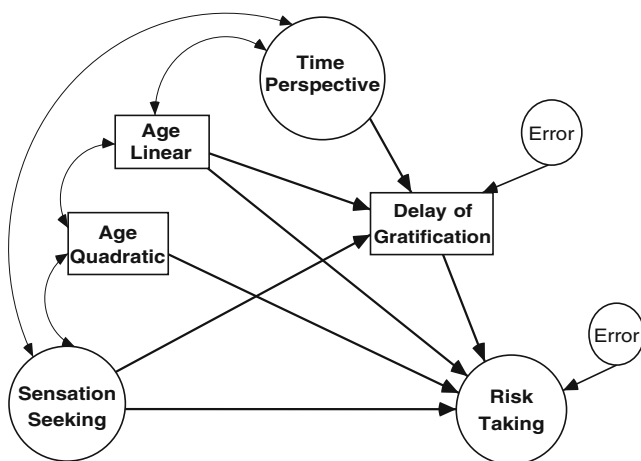 Time
Perspective
Error
Age
Linear
Delay of
Gratification
Age
Quadratic
Error
Sensation
Seeking
Risk
Taking